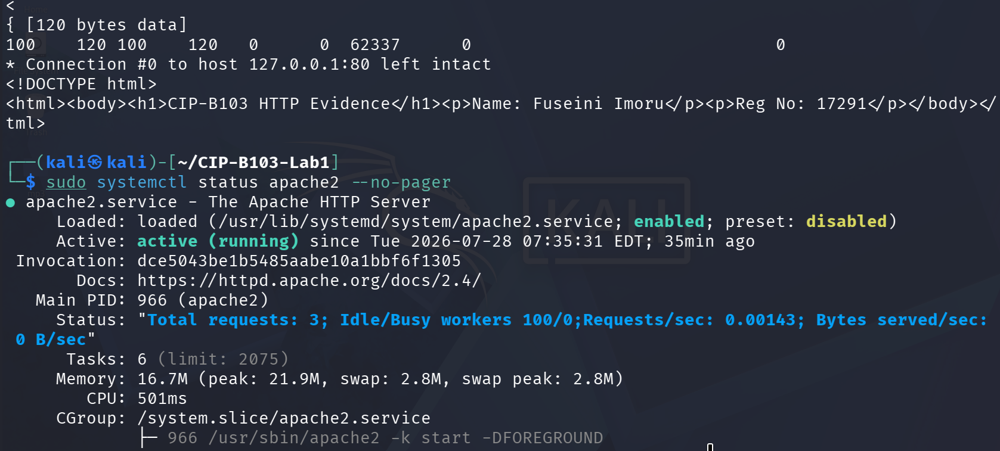 <
{ [120 bytes data]
100    120 100    120   0      0  62337      0                               0
* Connection #0 to host 127.0.0.1:80 left intact
<!DOCTYPE html>
<html><body><h1>CIP-B103 HTTP Evidence</h1><p>Name: Fuseini Imoru</p><p>Reg No: 17291</p></body></
tml>
┌──(kali㉿kali)-[~/CIP-B103-Lab1]
└─$ sudo systemctl status apache2 --no-pager
● apache2.service - The Apache HTTP Server
     Loaded: loaded (/usr/lib/systemd/system/apache2.service; enabled; preset: disabled)
     Active: active (running) since Tue 2026-07-28 07:35:31 EDT; 35min ago
 Invocation: dce5043be1b5485aabe10a1bbf6f1305
       Docs: https://httpd.apache.org/docs/2.4/
   Main PID: 966 (apache2)
     Status: "Total requests: 3; Idle/Busy workers 100/0;Requests/sec: 0.00143; Bytes served/sec:
 0 B/sec"
      Tasks: 6 (limit: 2075)
     Memory: 16.7M (peak: 21.9M, swap: 2.8M, swap peak: 2.8M)
        CPU: 501ms
     CGroup: /system.slice/apache2.service
             ├─ 966 /usr/sbin/apache2 -k start -DFOREGROUND
KALI
Home